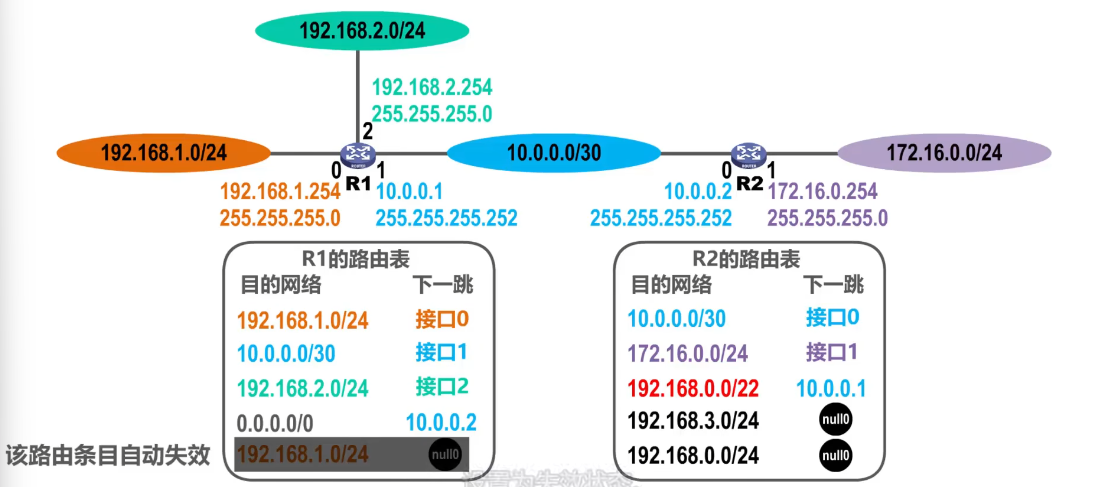 192.168.2.0/24
192.168.2.254
255.255.255.0
2
192.168.1.0/24
10.0.0.0/30
172.16.0.0/24
0 R1 1
0 R2 1
192.168.1.254
255.255.255.0
10.0.0.1
255.255.255.252
10.0.0.2
255.255.255.252
172.16.0.254
255.255.255.0
R1的路由表
目的网络 下一跳
192.168.1.0/24 接口0
10.0.0.0/30 接口1
192.168.2.0/24 接口2
0.0.0.0/0 10.0.0.2
192.168.1.0/24 null0
该路由条目自动失效
R2的路由表
目的网络 下一跳
10.0.0.0/30 接口0
172.16.0.0/24 接口1
192.168.0.0/22 10.0.0.1
192.168.3.0/24 null0
192.168.0.0/24 null0
设置为失效状态